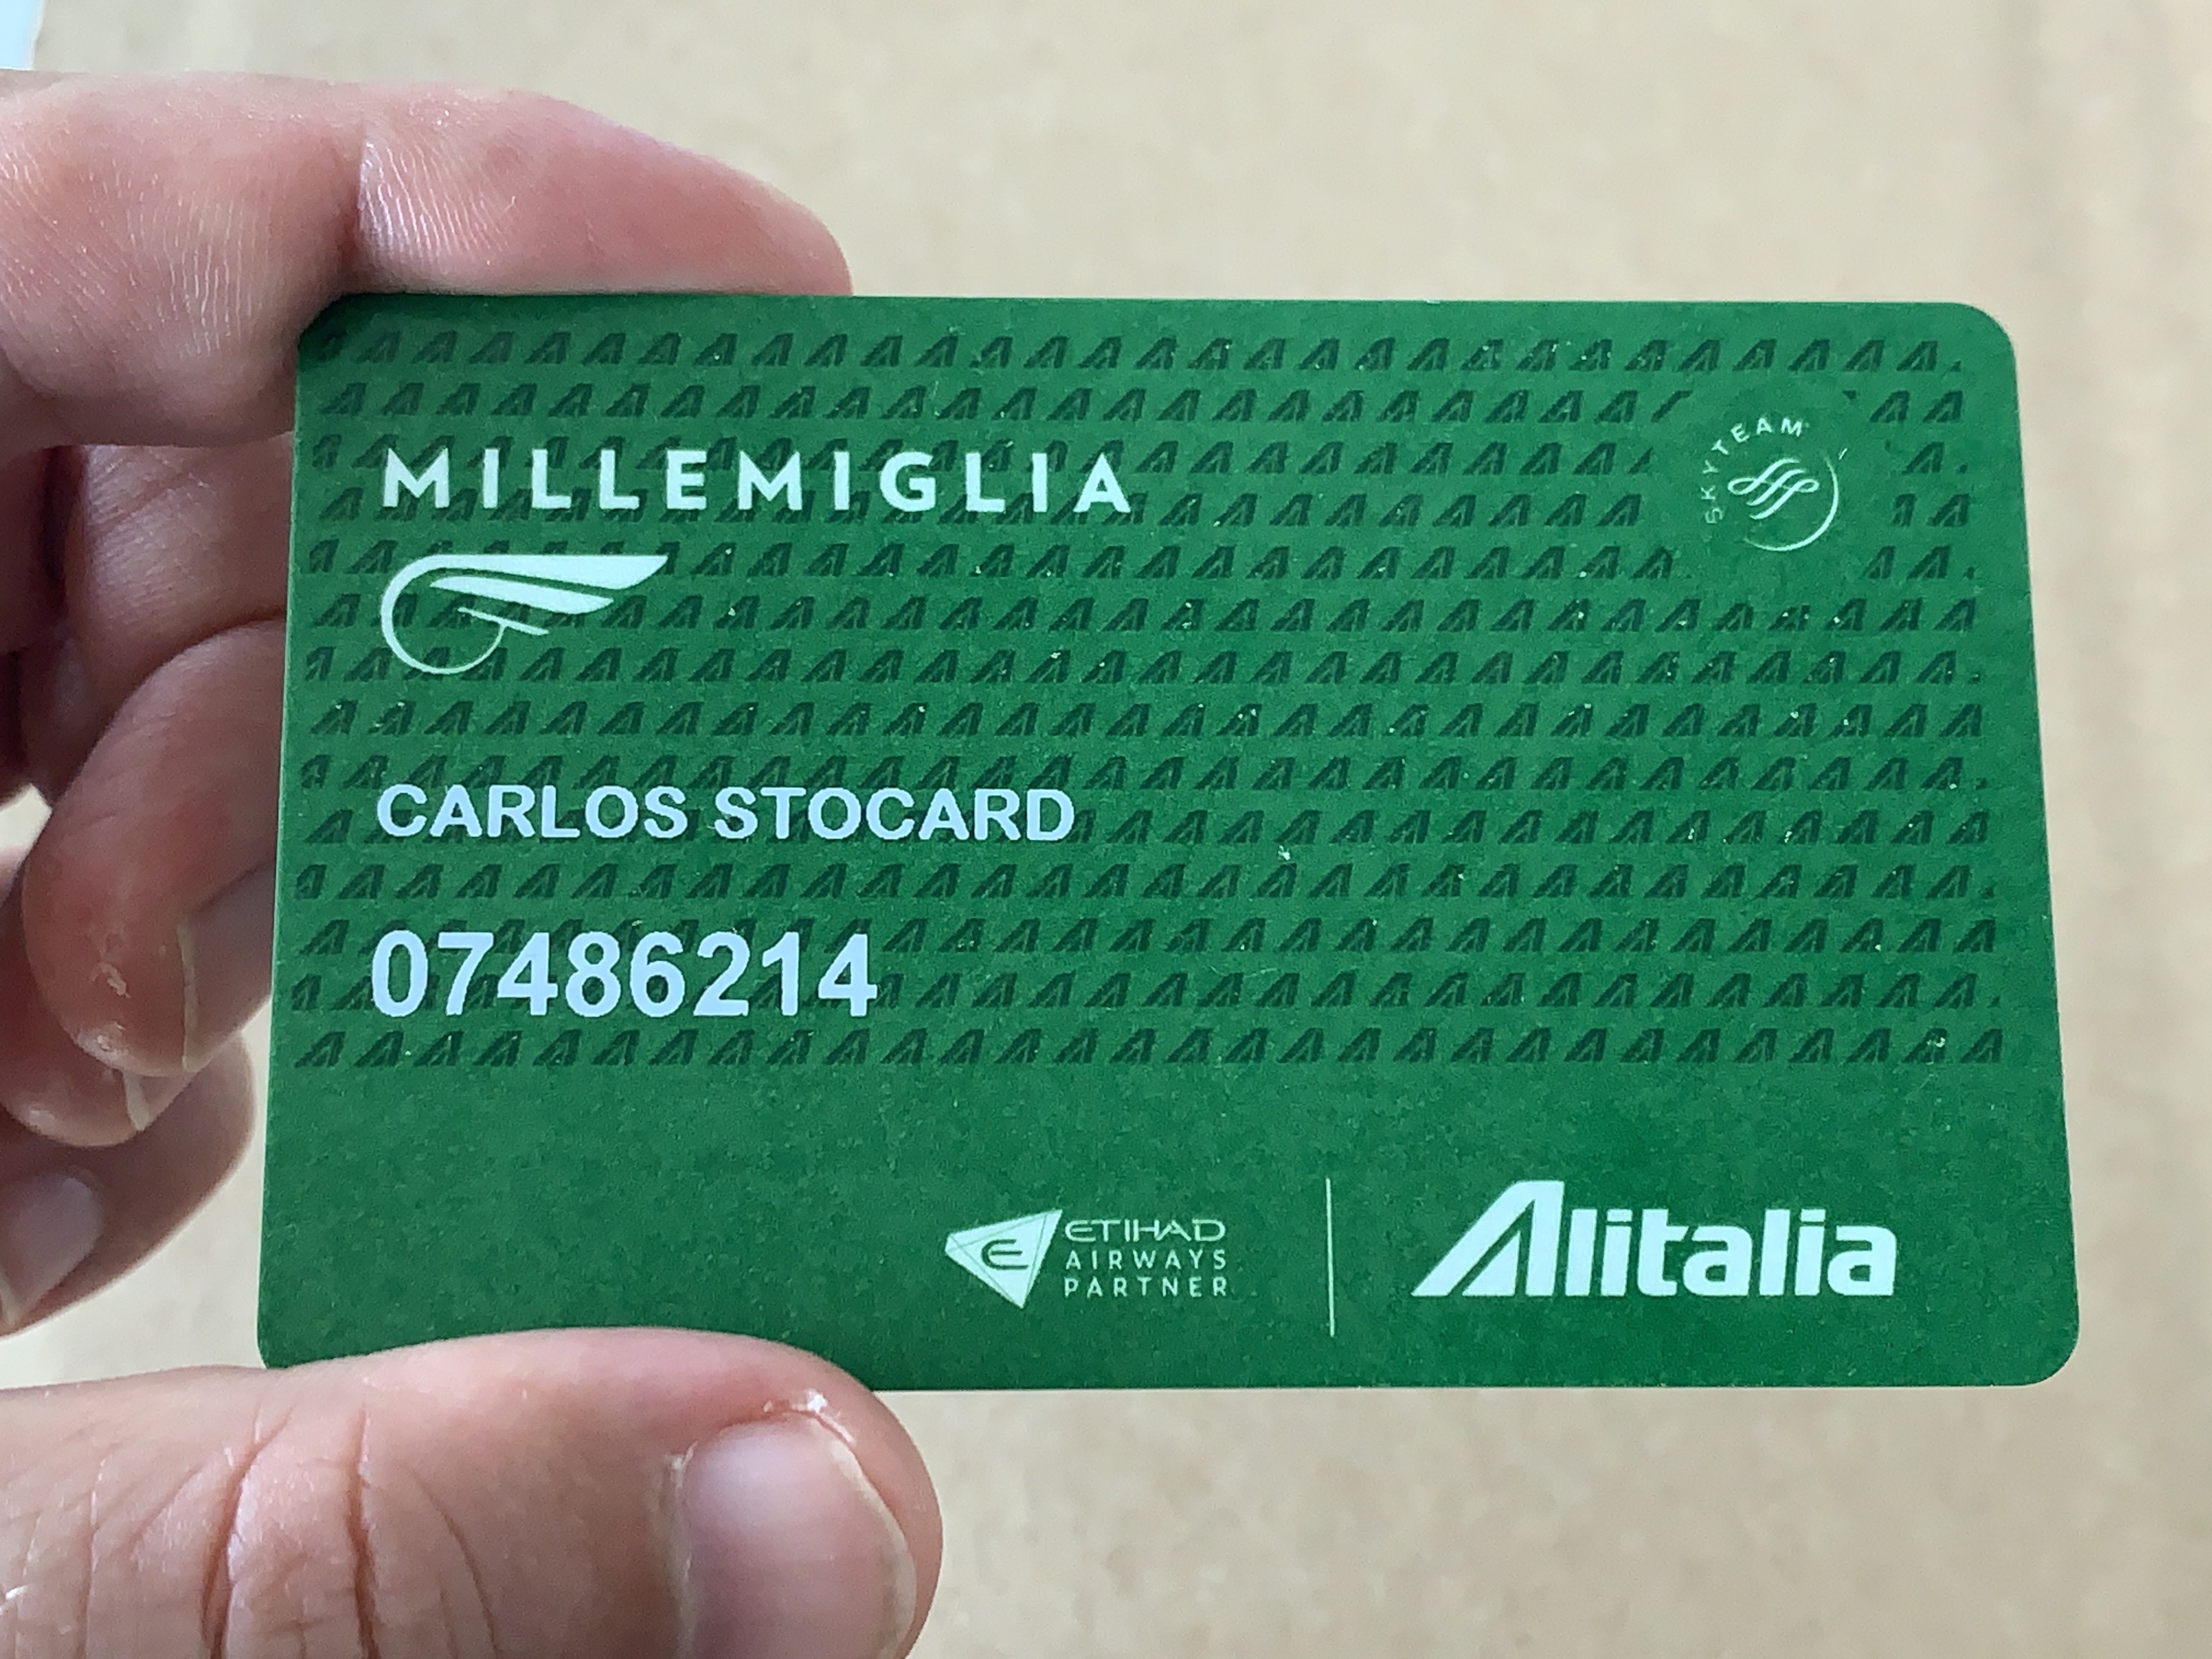 MILLEMIGLIA
SKYTEAM
CARLOS STOCARD
07486214
ETIHAD
AIRWAYS
PARTNER
Alitalia